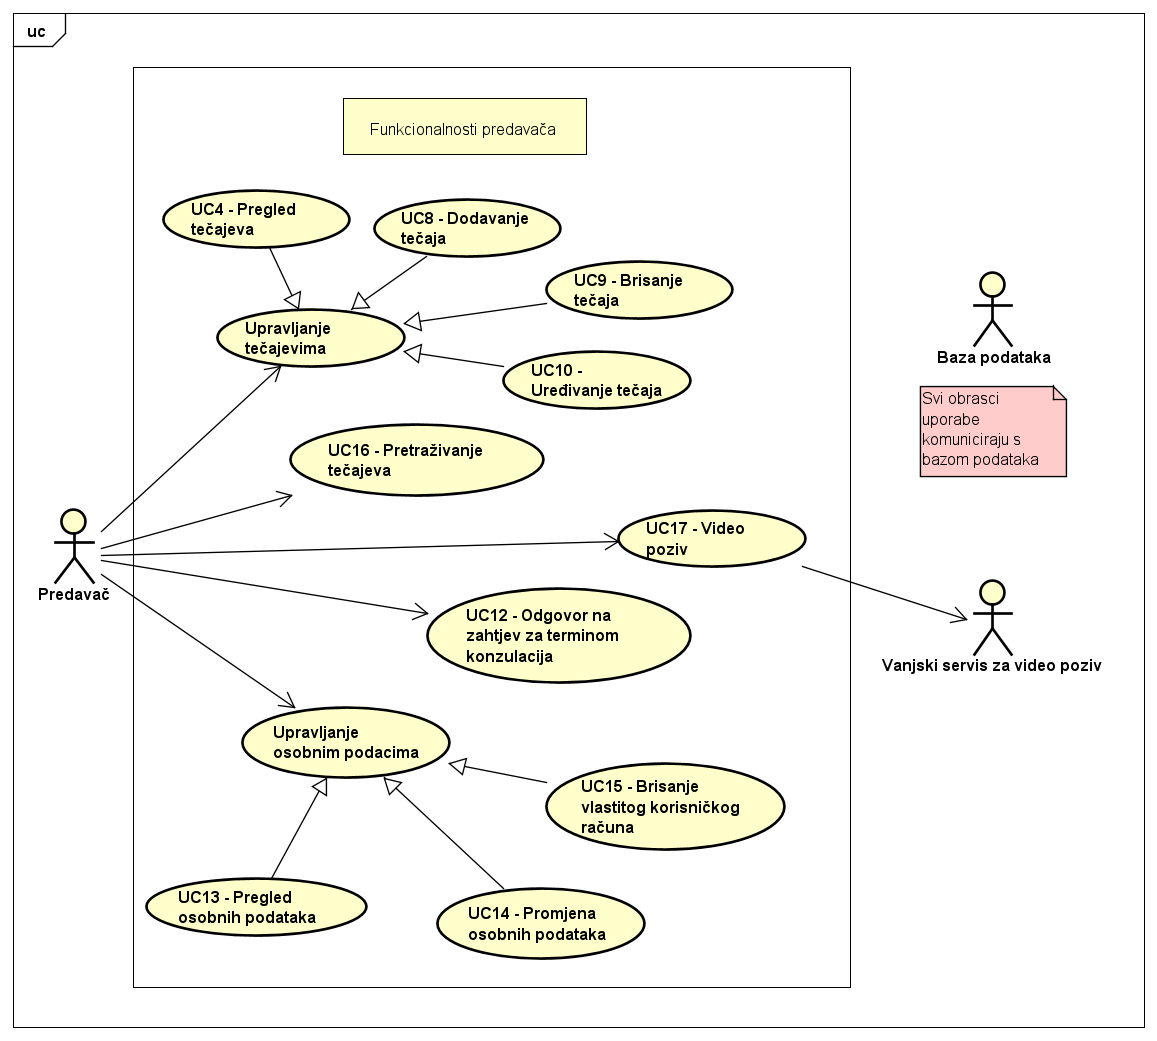 uc
Funkcionalnosti predavača
UC4 - Pregled
tečajeva
UC8 - Dodavanje
tečaja
UC9 - Brisanje
tečaja
Upravljanje
tečajevima
UC10 -
Uređivanje tečaja
Baza podataka
Svi obrasci
uporabe
komuniciraju s
bazom podataka
UC16 - Pretraživanje
tečajeva
UC17 - Video
poziv
Predavač
UC12 - Odgovor na
zahtjev za terminom
konzulacija
Vanjski servis za video poziv
Upravljanje
osobnim podacima
UC15 - Brisanje
vlastitog korisničkog
računa
UC13 - Pregled
osobnih podataka
UC14 - Promjena
osobnih podataka